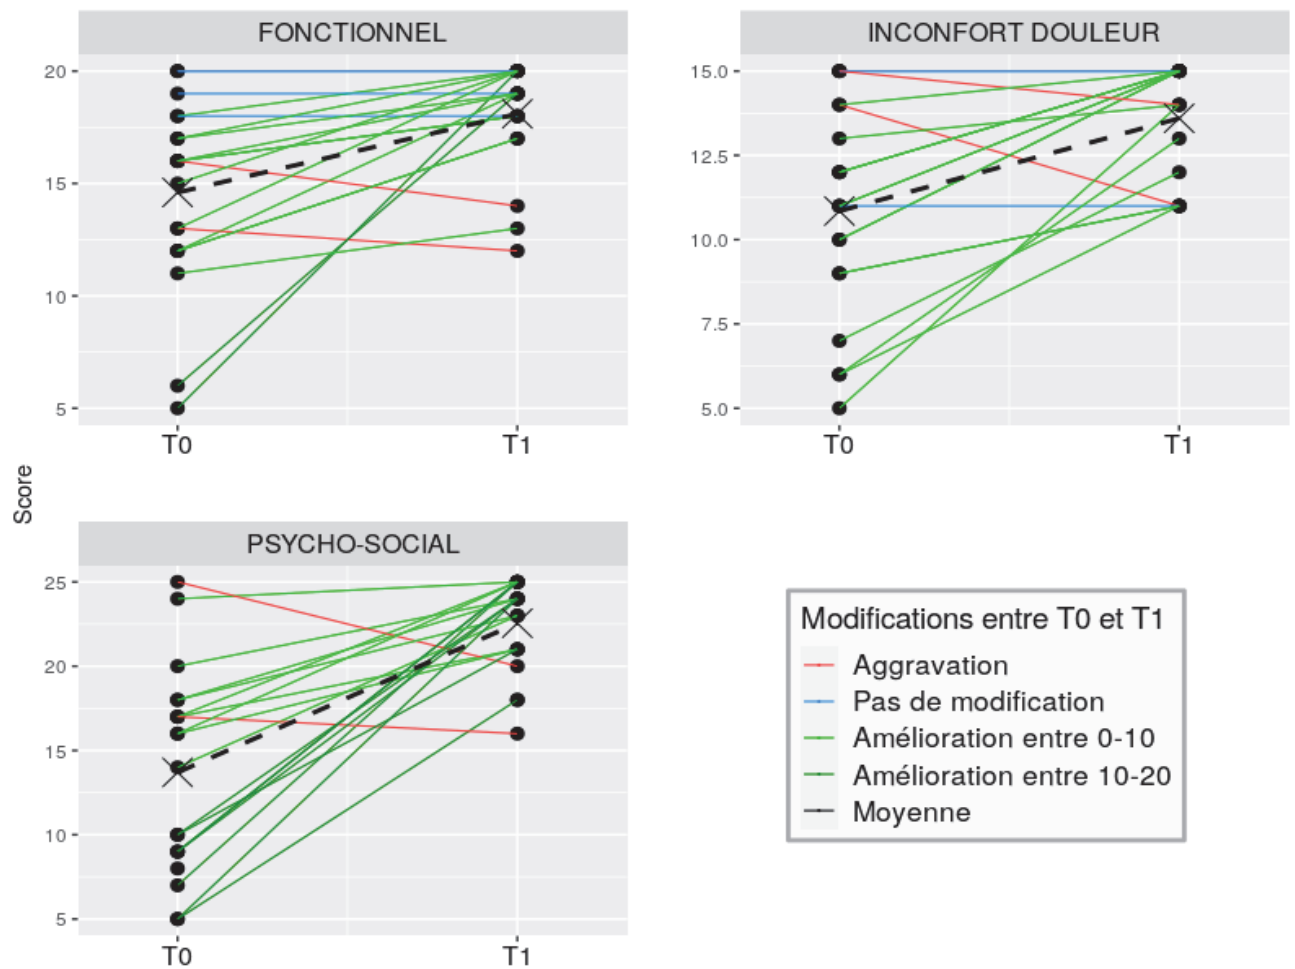 FONCTIONNEL
20
15
10
5
T0
T1
INCONFORT DOULEUR
15.0
12.5
10.0
7.5
5.0
T0
T1
Score
PSYCHO-SOCIAL
25
20
15
10
5
T0
T1
Modifications entre T0 et T1
Aggravation
Pas de modification
Amélioration entre 0-10
Amélioration entre 10-20
Moyenne